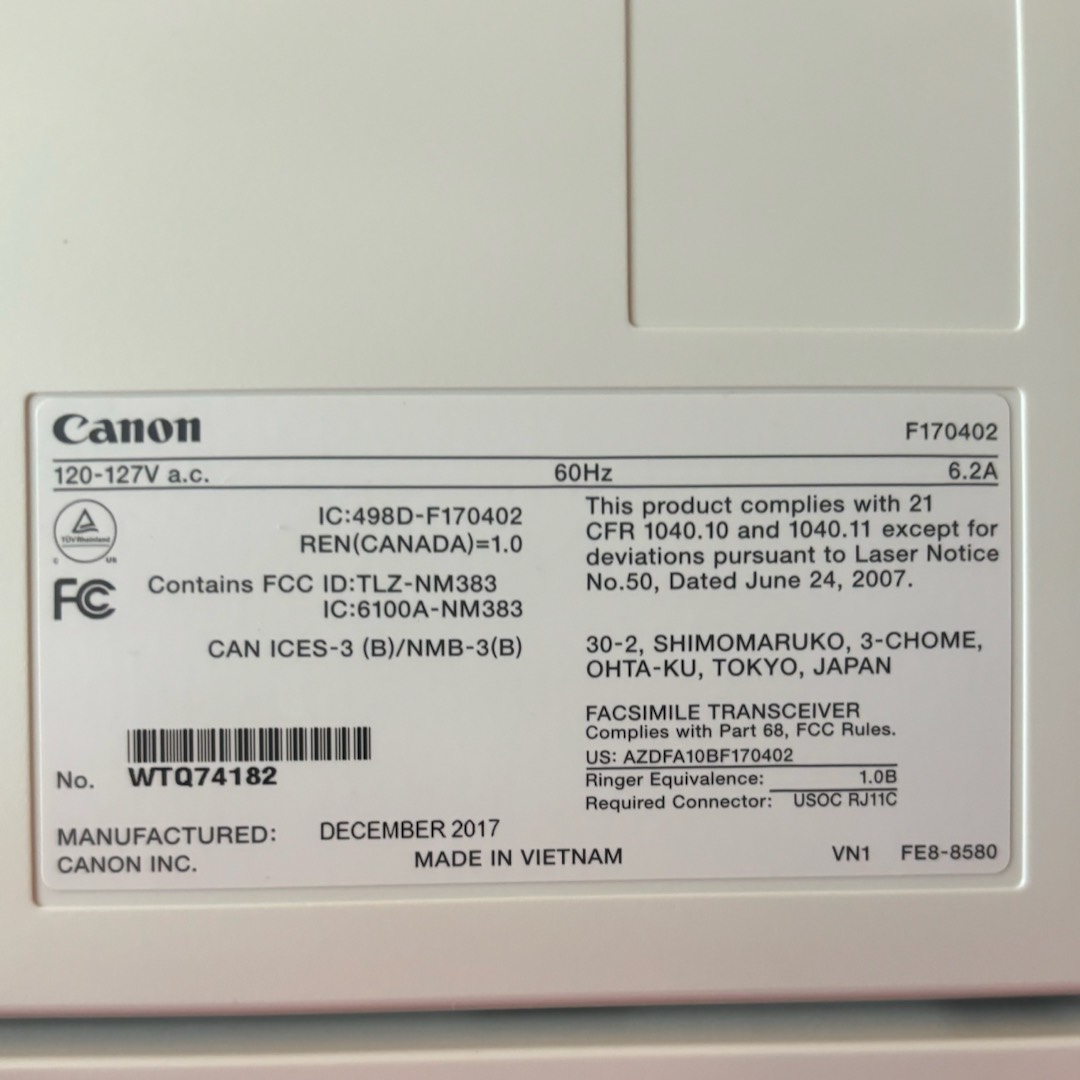 Canon
F170402
120-127V a.c. 60Hz 6.2A
TÜVRheinland
C US
FC
IC:498D-F170402
REN(CANADA)=1.0
Contains FCC ID:TLZ-NM383
IC:6100A-NM383
CAN ICES-3 (B)/NMB-3(B)
This product complies with 21
CFR 1040.10 and 1040.11 except for
deviations pursuant to Laser Notice
No.50, Dated June 24, 2007.
30-2, SHIMOMARUKO, 3-CHOME,
OHTA-KU, TOKYO, JAPAN
FACSIMILE TRANSCEIVER
Complies with Part 68, FCC Rules.
US: AZDFA10BF170402
Ringer Equivalence: 1.0B
Required Connector: USOC RJ11C
No. WTQ74182
MANUFACTURED: DECEMBER 2017
CANON INC. MADE IN VIETNAM
VN1 FE8-8580